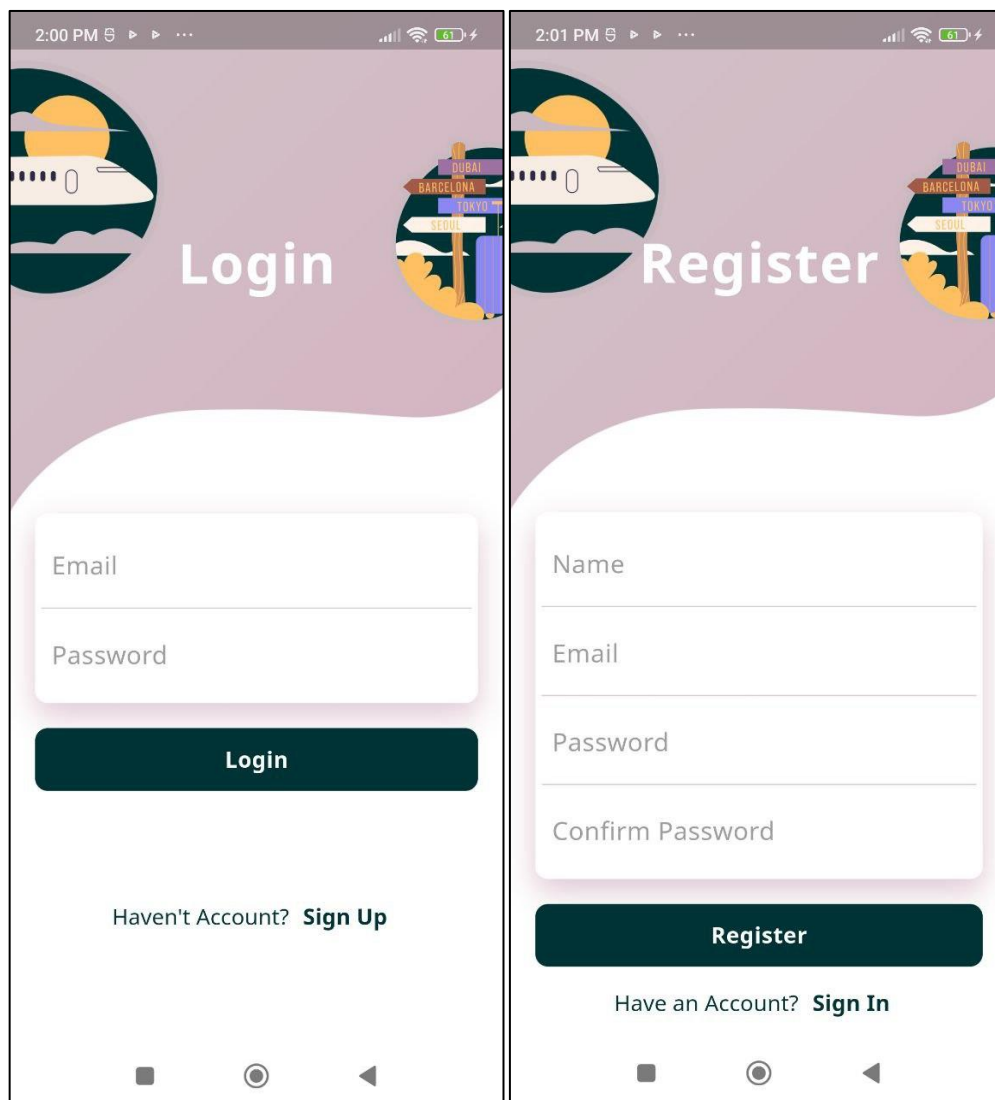 2:00 PM
61
DUBAI
BARCELONA
TOKYO
SEOUL
Login
Email
Password
Login
Haven't Account? Sign Up
2:01 PM
61
DUBAI
BARCELONA
TOKYO
SEOUL
Register
Name
Email
Password
Confirm Password
Register
Have an Account? Sign In